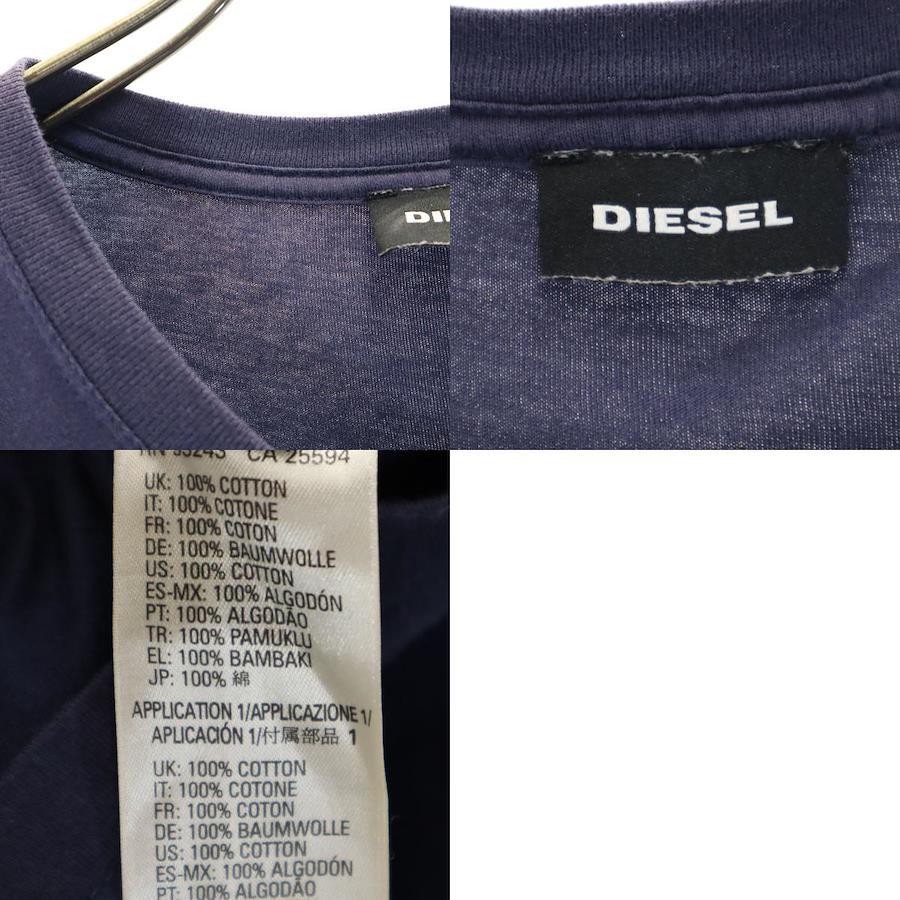 DI
DIESEL
CA 25594
UK: 100% COTTON
IT: 100% COTONE
FR: 100% COTON
DE: 100% BAUMWOLLE
US: 100% COTTON
ES-MX: 100% ALGODÓN
PT: 100% ALGODÃO
TR: 100% PAMUKLU
EL: 100% BAMBAKI
JP: 100% 綿
APPLICATION 1/APPLICAZIONE 1/
APLICACIÓN 1/付属部品 1
UK: 100% COTTON
IT: 100% COTONE
FR: 100% COTON
DE: 100% BAUMWOLLE
US: 100% COTTON
ES-MX: 100% ALGODÓN
PT: 100% ALGODÃO